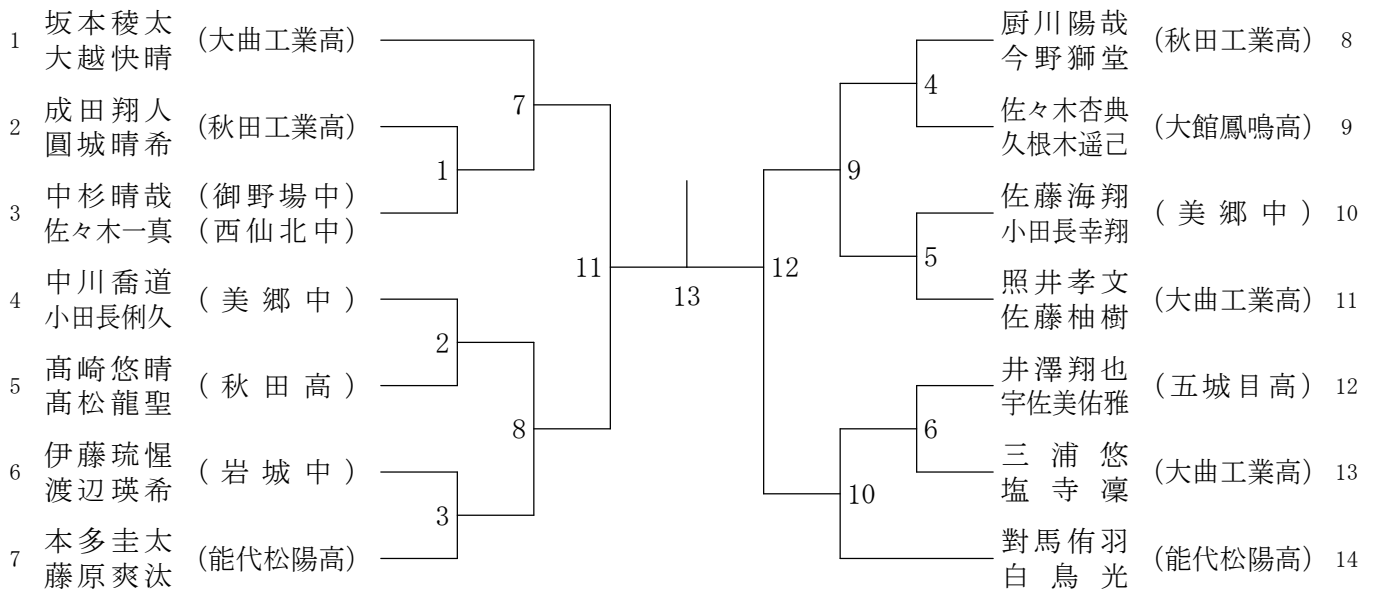 1 坂本稜太 大越快晴 (大曲工業高)
2 成田翔人 圓城晴希 (秋田工業高)
3 中杉晴哉 (御野場中) 佐々木一真 (西仙北中)
4 中川喬道 小田長俐久 (美郷中)
5 髙崎悠晴 髙松龍聖 (秋田高)
6 伊藤琉惺 渡辺瑛希 (岩城中)
7 本多圭太 藤原爽汰 (能代松陽高)
7
1
2
8
3
11
13
12
9
4
5
6
10
厨川陽哉 今野獅堂 (秋田工業高) 8
佐々木杏典 久根木遥己 (大館鳳鳴高) 9
佐藤海翔 小田長幸翔 (美郷中) 10
照井孝文 佐藤柚樹 (大曲工業高) 11
井澤翔也 宇佐美佑雅 (五城目高) 12
三浦悠 塩寺凜 (大曲工業高) 13
對馬侑羽 白鳥光 (能代松陽高) 14